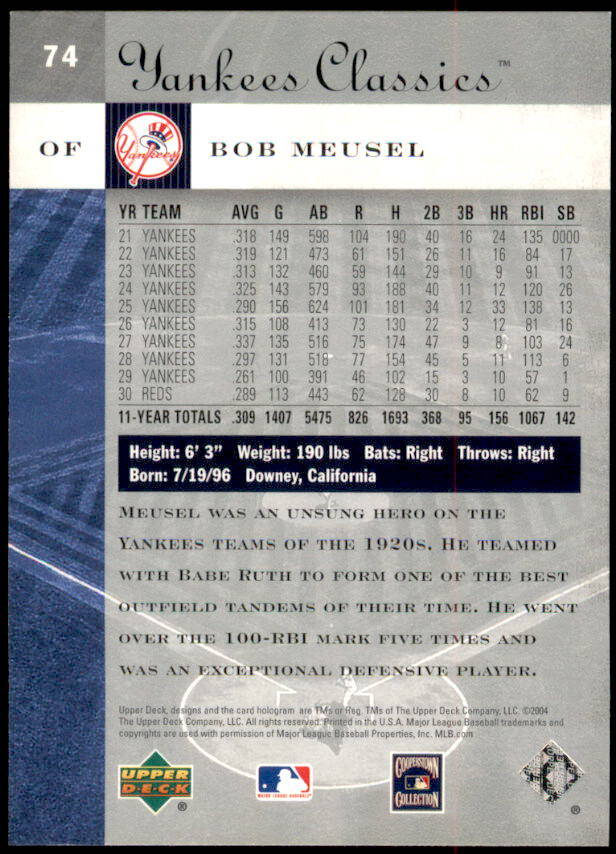 74
Yankees Classics™
OF
Yankees
BOB MEUSEL
YR TEAM AVG G AB R H 2B 3B HR RBI SB
21 YANKEES .318 149 598 104 190 40 16 24 135 0000
22 YANKEES .319 121 473 61 151 26 11 16 84 17
23 YANKEES .313 132 460 59 144 29 10 9 91 13
24 YANKEES .325 143 579 93 188 40 11 12 120 26
25 YANKEES .290 156 624 101 181 34 12 33 138 13
26 YANKEES .315 108 413 73 130 22 3 12 81 16
27 YANKEES .337 135 516 75 174 47 9 8 103 24
28 YANKEES .297 131 518 77 154 45 5 11 113 6
29 YANKEES .261 100 391 46 102 15 3 10 57 1
30 REDS .289 113 443 62 128 30 8 10 62 9
11-YEAR TOTALS .309 1407 5475 826 1693 368 95 156 1067 142
Height: 6' 3" Weight: 190 lbs Bats: Right Throws: Right
Born: 7/19/96 Downey, California
MEUSEL WAS AN UNSUNG HERO ON THE
YANKEES TEAMS OF THE 1920S. HE TEAMED
WITH BABE RUTH TO FORM ONE OF THE BEST
OUTFIELD TANDEMS OF THEIR TIME. HE WENT
OVER THE 100-RBI MARK FIVE TIMES AND
WAS AN EXCEPTIONAL DEFENSIVE PLAYER.
Upper Deck, designs and the card hologram are TMs or Reg. TMs of The Upper Deck Company, LLC. ©2004
The Upper Deck Company, LLC. All rights reserved. Printed in the U.S.A. Major League Baseball trademarks and
copyrights are used with permission of Major League Baseball Properties, Inc. MLB.com
UPPER
DECK
®
MAJOR LEAGUE BASEBALL
COOPERSTOWN
COLLECTION
®